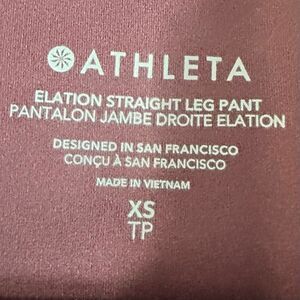 ATHLETA
ELATION STRAIGHT LEG PANT
PANTALON JAMBE DROITE ELATION
DESIGNED IN SAN FRANCISCO
CONÇU À SAN FRANCISCO
MADE IN VIETNAM
XS
TP